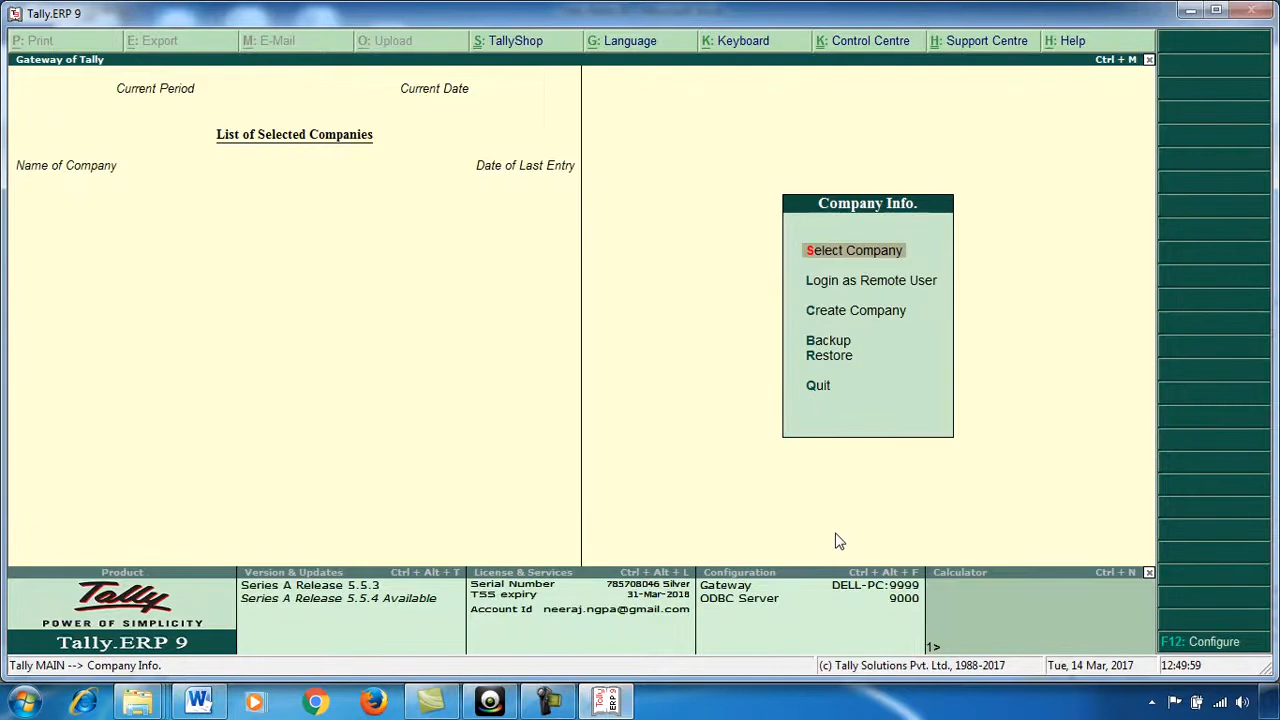 Tally.ERP 9
P: Print E: Export M: E-Mail O: Upload S: TallyShop G: Language K: Keyboard K: Control Centre H: Support Centre H: Help
Gateway of Tally Ctrl + M
Current Period Current Date
List of Selected Companies
Name of Company Date of Last Entry
Company Info.
Select Company
Login as Remote User
Create Company
Backup
Restore
Quit
Product Version & Updates Ctrl + Alt + T License & Services Ctrl + Alt + L Configuration Ctrl + Alt + F Calculator Ctrl + N
Tally
POWER OF SIMPLICITY
Tally.ERP 9
Series A Release 5.5.3
Series A Release 5.5.4 Available
Serial Number 785708046 Silver
TSS expiry 31-Mar-2018
Account Id neeraj.ngpa@gmail.com
Gateway DELL-PC:9999
ODBC Server 9000
1>
F12: Configure
Tally MAIN --> Company Info. (c) Tally Solutions Pvt. Ltd., 1988-2017 Tue, 14 Mar, 2017 12:49:59
Tally
ERP 9